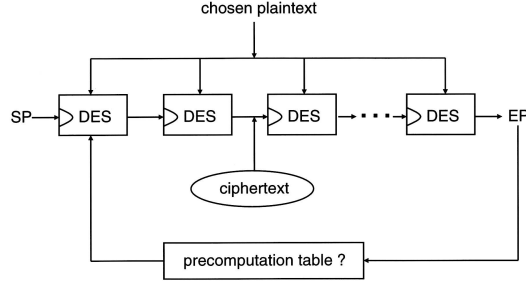 chosen plaintext
SP DES DES DES DES EP
ciphertext
precomputation table ?